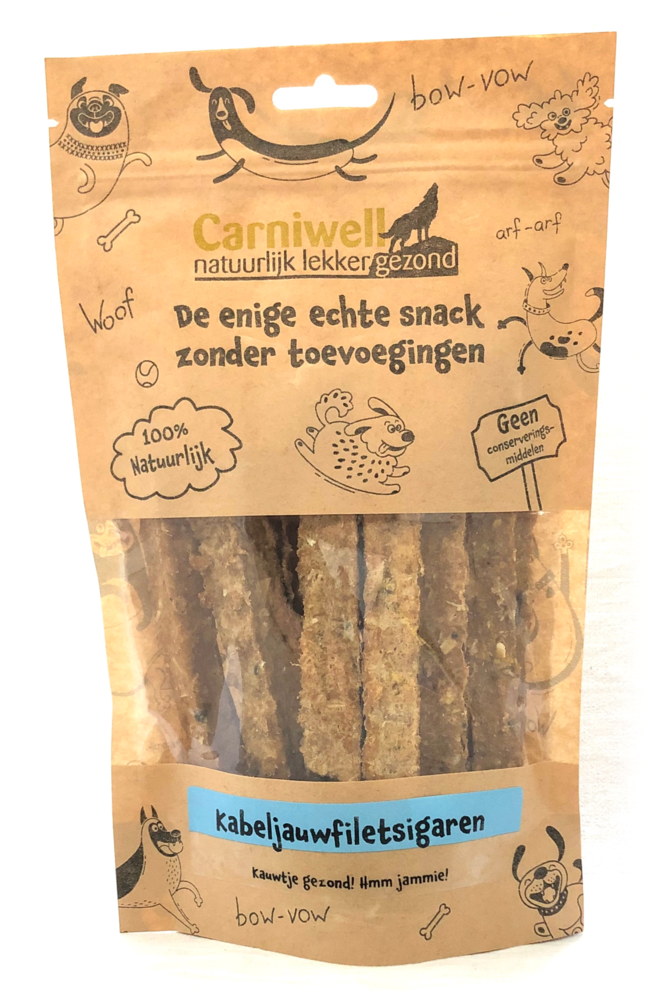 bow-vow
Carniwell
natuurlijk lekker gezond
arf-arf
Woof
De enige echte snack
zonder toevoegingen
100%
Natuurlijk
Geen
conserverings-
middelen
Kabeljauwfiletsigaren
Kauwtje gezond! Hmm jammie!
bow-vow